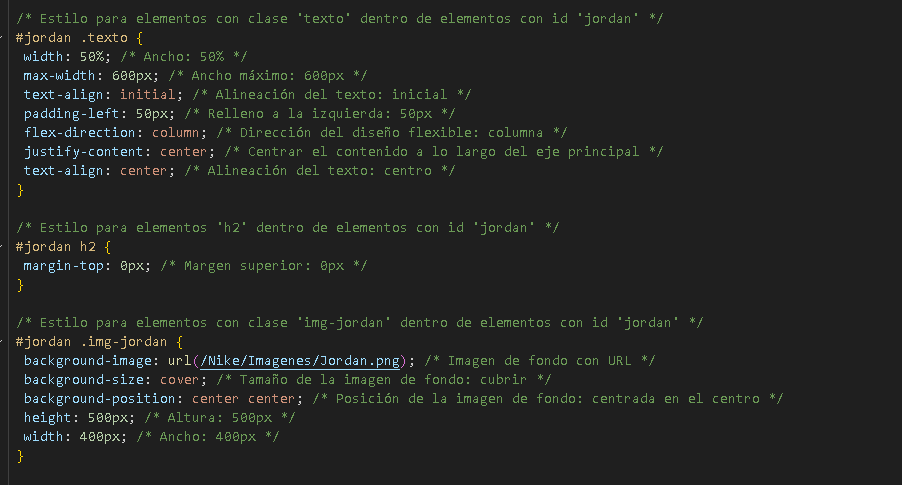 /* Estilo para elementos con clase 'texto' dentro de elementos con id 'jordan' */
#jordan .texto {
width: 50%; /* Ancho: 50% */
max-width: 600px; /* Ancho máximo: 600px */
text-align: initial; /* Alineación del texto: inicial */
padding-left: 50px; /* Relleno a la izquierda: 50px */
flex-direction: column; /* Dirección del diseño flexible: columna */
justify-content: center; /* Centrar el contenido a lo largo del eje principal */
text-align: center; /* Alineación del texto: centro */
}
/* Estilo para elementos 'h2' dentro de elementos con id 'jordan' */
#jordan h2 {
margin-top: 0px; /* Margen superior: 0px */
}
/* Estilo para elementos con clase 'img-jordan' dentro de elementos con id 'jordan' */
#jordan .img-jordan {
background-image: url(/Nike/Imagenes/Jordan.png); /* Imagen de fondo con URL */
background-size: cover; /* Tamaño de la imagen de fondo: cubrir */
background-position: center center; /* Posición de la imagen de fondo: centrada en el centro */
height: 500px; /* Altura: 500px */
width: 400px; /* Ancho: 400px */
}